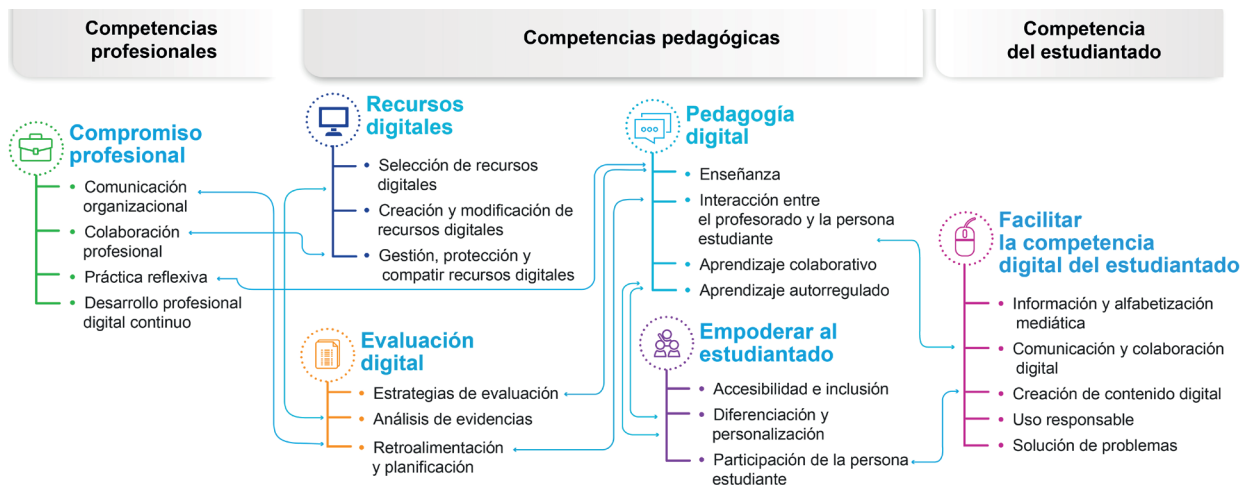 Competencias
profesionales
Competencias pedagógicas
Competencia
del estudiantado
Compromiso
profesional
• Comunicación
organizacional
• Colaboración
profesional
• Práctica reflexiva
• Desarrollo profesional
digital continuo
Recursos
digitales
• Selección de recursos
digitales
• Creación y modificación de
recursos digitales
• Gestión, protección y
compatir recursos digitales
Evaluación
digital
• Estrategias de evaluación
• Análisis de evidencias
• Retroalimentación
y planificación
Pedagogía
digital
• Enseñanza
• Interacción entre
el profesorado y la persona
estudiante
• Aprendizaje colaborativo
• Aprendizaje autorregulado
Empoderar al
estudiantado
• Accesibilidad e inclusión
• Diferenciación y
personalización
• Participación de la persona
estudiante
Facilitar
la competencia
digital del estudiantado
• Información y alfabetización
mediática
• Comunicación y colaboración
digital
• Creación de contenido digital
• Uso responsable
• Solución de problemas